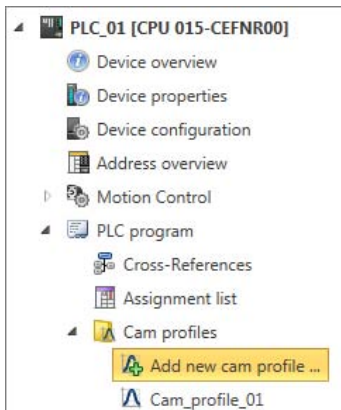 PLC_01 [CPU 015-CEFNR00]
Device overview
Device properties
Device configuration
Address overview
Motion Control
PLC program
Cross-References
Assignment list
Cam profiles
Add new cam profile ...
Cam_profile_01